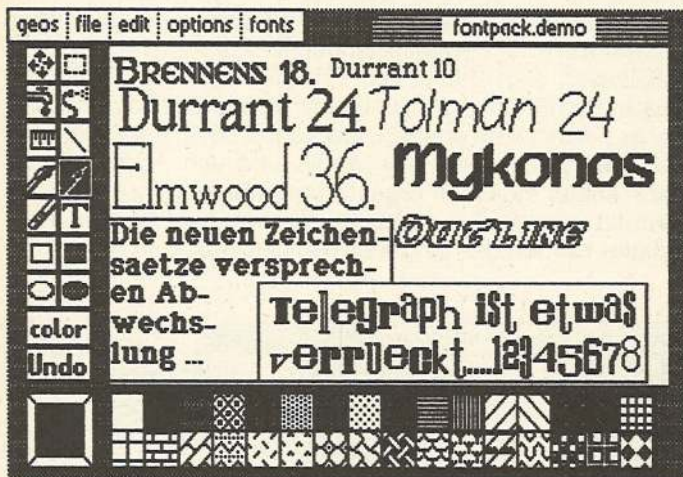 geos file edit options fonts
fontpack.demo
BRENNENS 18. Durrant 10
Durrant 24. Tolman 24
Elmwood 36. Mykonos
OUTLINE
Die neuen Zeichen-
saetze versprech-
en Ab-
wechs-
lung ...
Telegraph ist etwas
verrueckt.....12345678
T
color
Undo